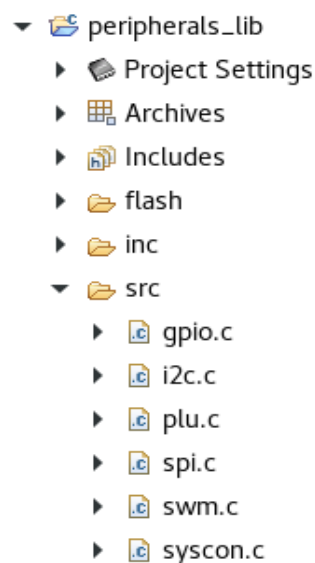 peripherals_lib
Project Settings
Archives
Includes
flash
inc
src
gpio.c
i2c.c
plu.c
spi.c
swm.c
syscon.c